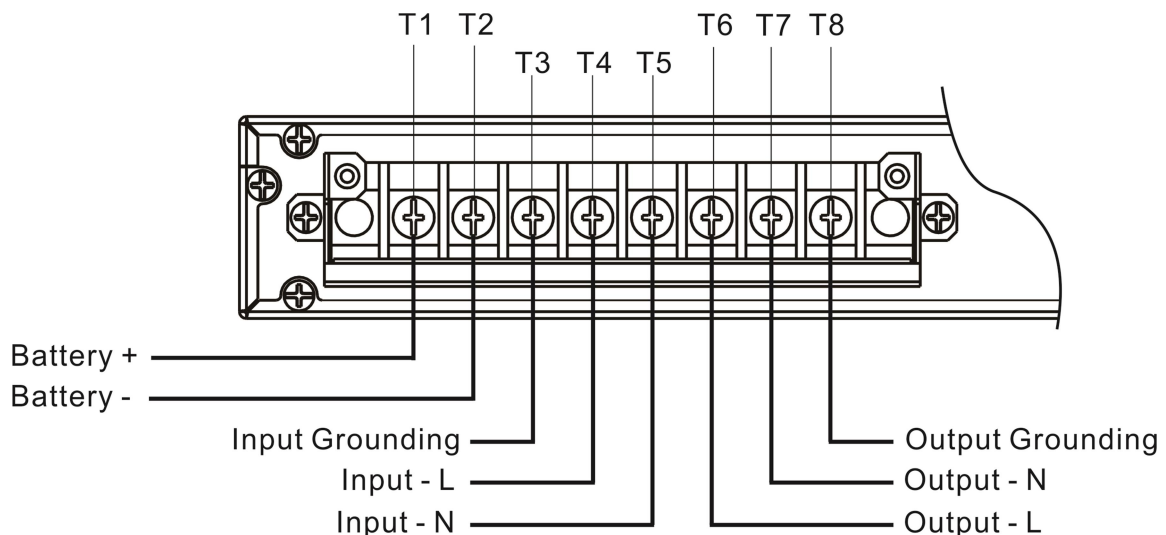 T1 T2 T6 T7 T8
T3 T4 T5
Battery +
Battery -
Input Grounding Output Grounding
Input - L Output - N
Input - N Output - L